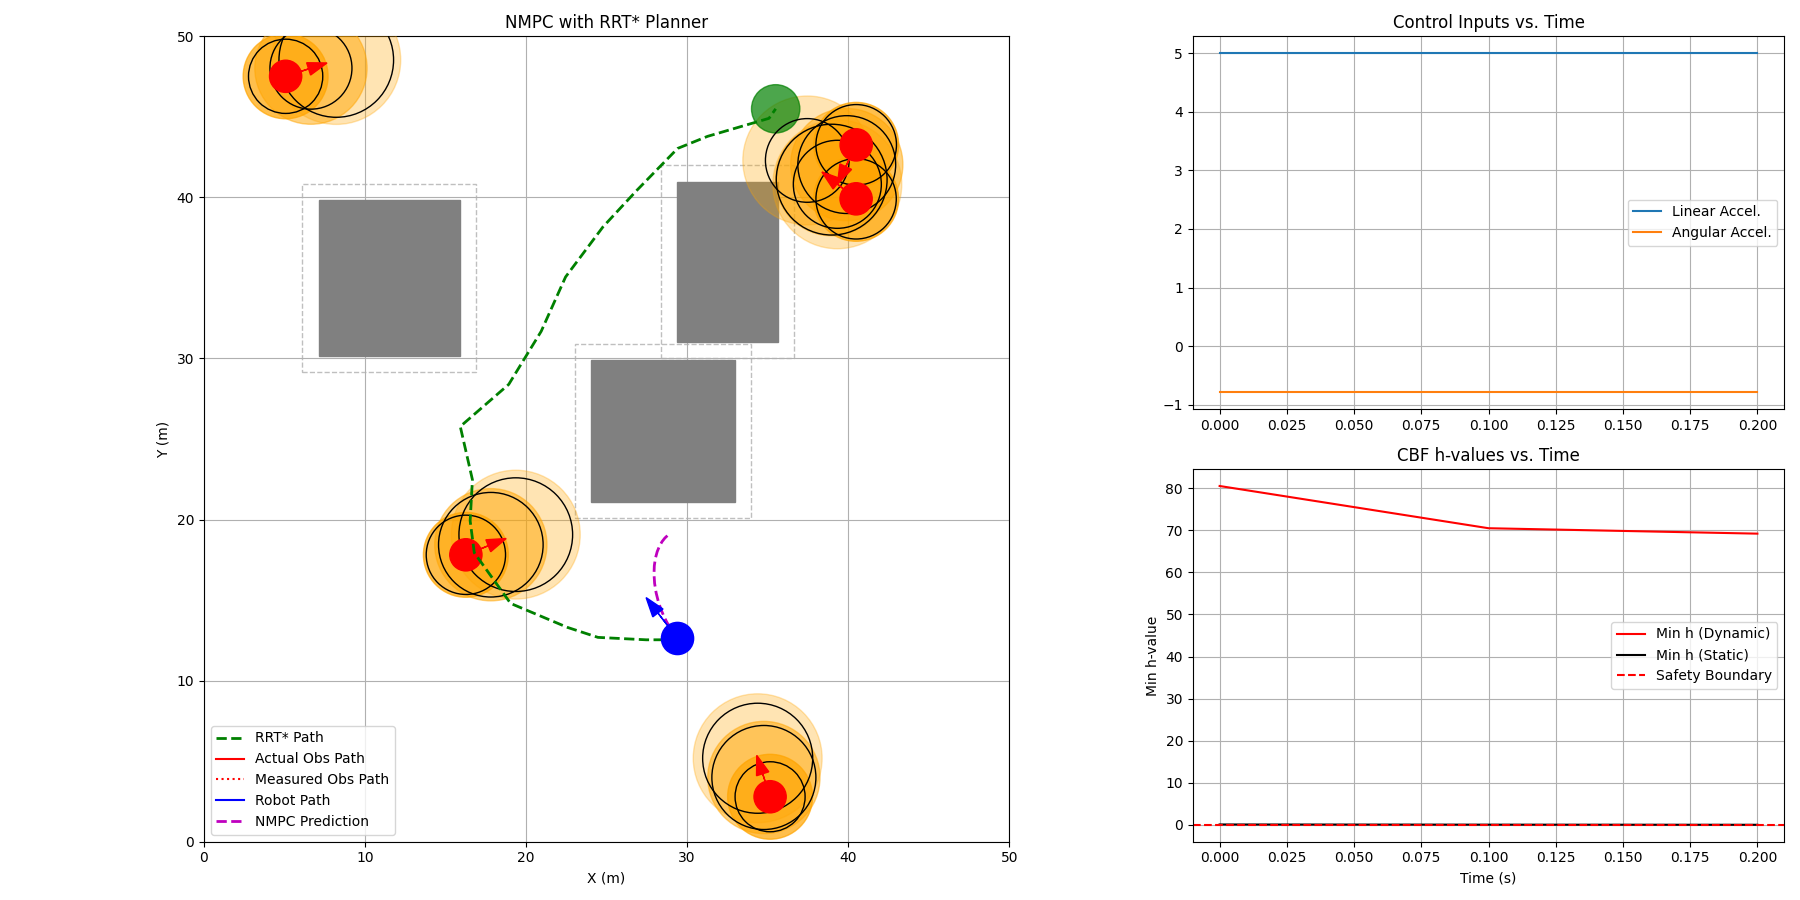 NMPC with RRT* Planner
50
40
30
20
10
0
Y (m)
0 10 20 30 40 50
X (m)
RRT* Path
Actual Obs Path
Measured Obs Path
Robot Path
NMPC Prediction
Control Inputs vs. Time
5
4
3
2
1
0
−1
Linear Accel.
Angular Accel.
0.000 0.025 0.050 0.075 0.100 0.125 0.150 0.175 0.200
CBF h-values vs. Time
80
70
60
50
40
30
20
10
0
Min h-value
Min h (Dynamic)
Min h (Static)
Safety Boundary
0.000 0.025 0.050 0.075 0.100 0.125 0.150 0.175 0.200
Time (s)